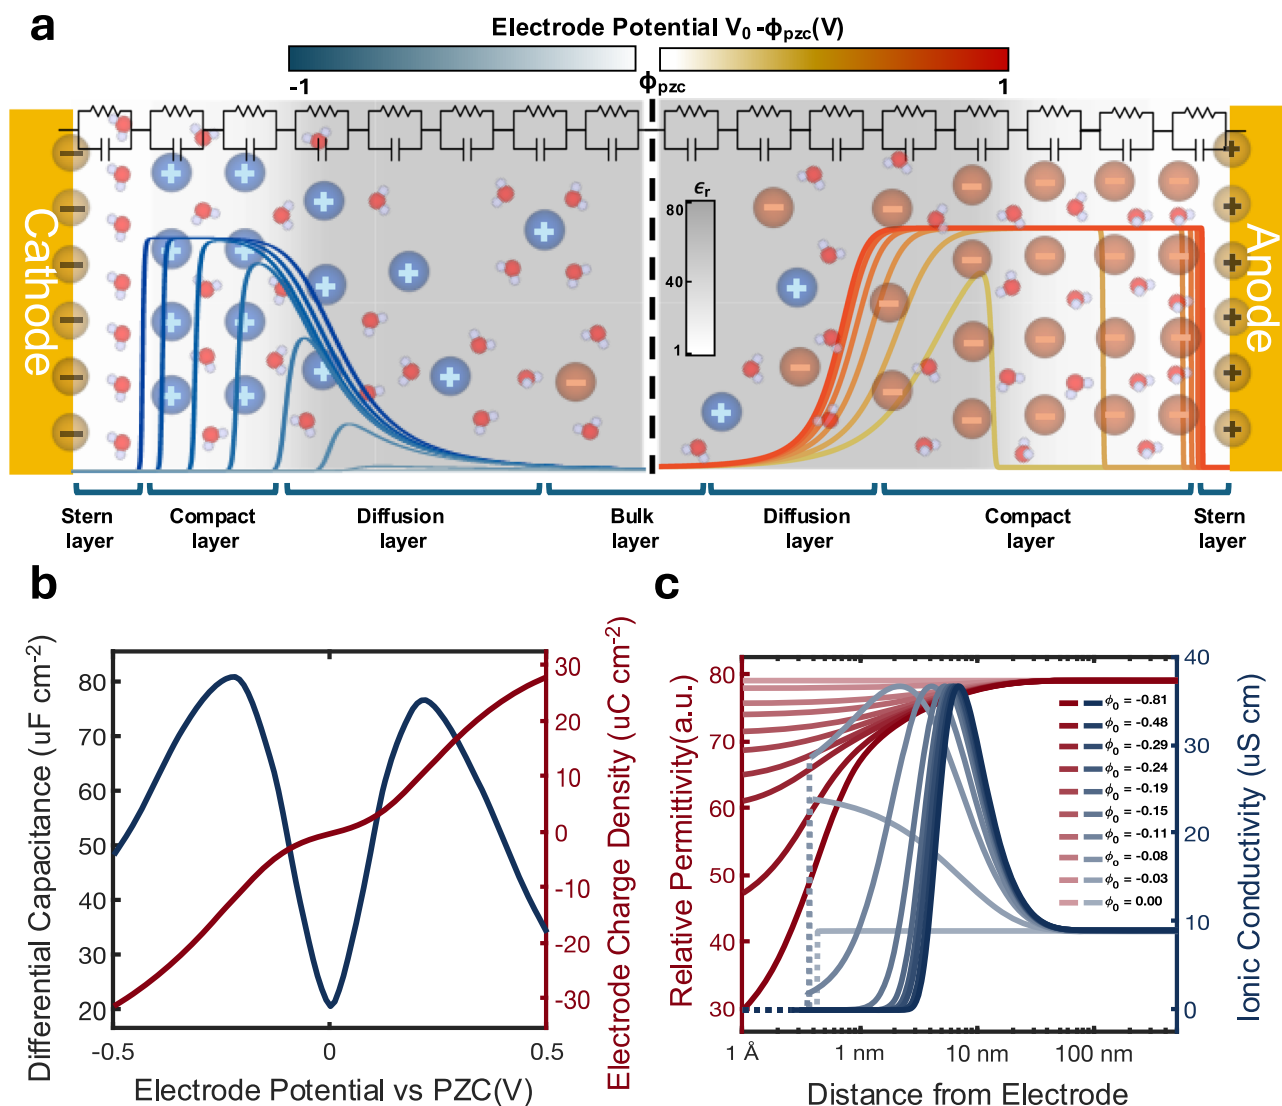 a
Electrode Potential V0 -ϕpzc(V)
-1
ϕpzc
1
Cathode
Anode
ϵr
80
40
1
Stern layer
Compact layer
Diffusion layer
Bulk layer
Diffusion layer
Compact layer
Stern layer
b
Differential Capacitance (uF cm-2)
80
70
60
50
40
30
20
-0.5
0
0.5
Electrode Potential vs PZC(V)
30
20
10
0
-10
-20
-30
Electrode Charge Density (uC cm-2)
c
Relative Permittivity(a.u.)
80
70
60
50
40
30
1 Å
1 nm
10 nm
100 nm
Distance from Electrode
40
30
20
10
0
Ionic Conductivity (uS cm)
ϕ0 = -0.81
ϕ0 = -0.48
ϕ0 = -0.29
ϕ0 = -0.24
ϕ0 = -0.19
ϕ0 = -0.15
ϕ0 = -0.11
ϕ0 = -0.08
ϕ0 = -0.03
ϕ0 = 0.00